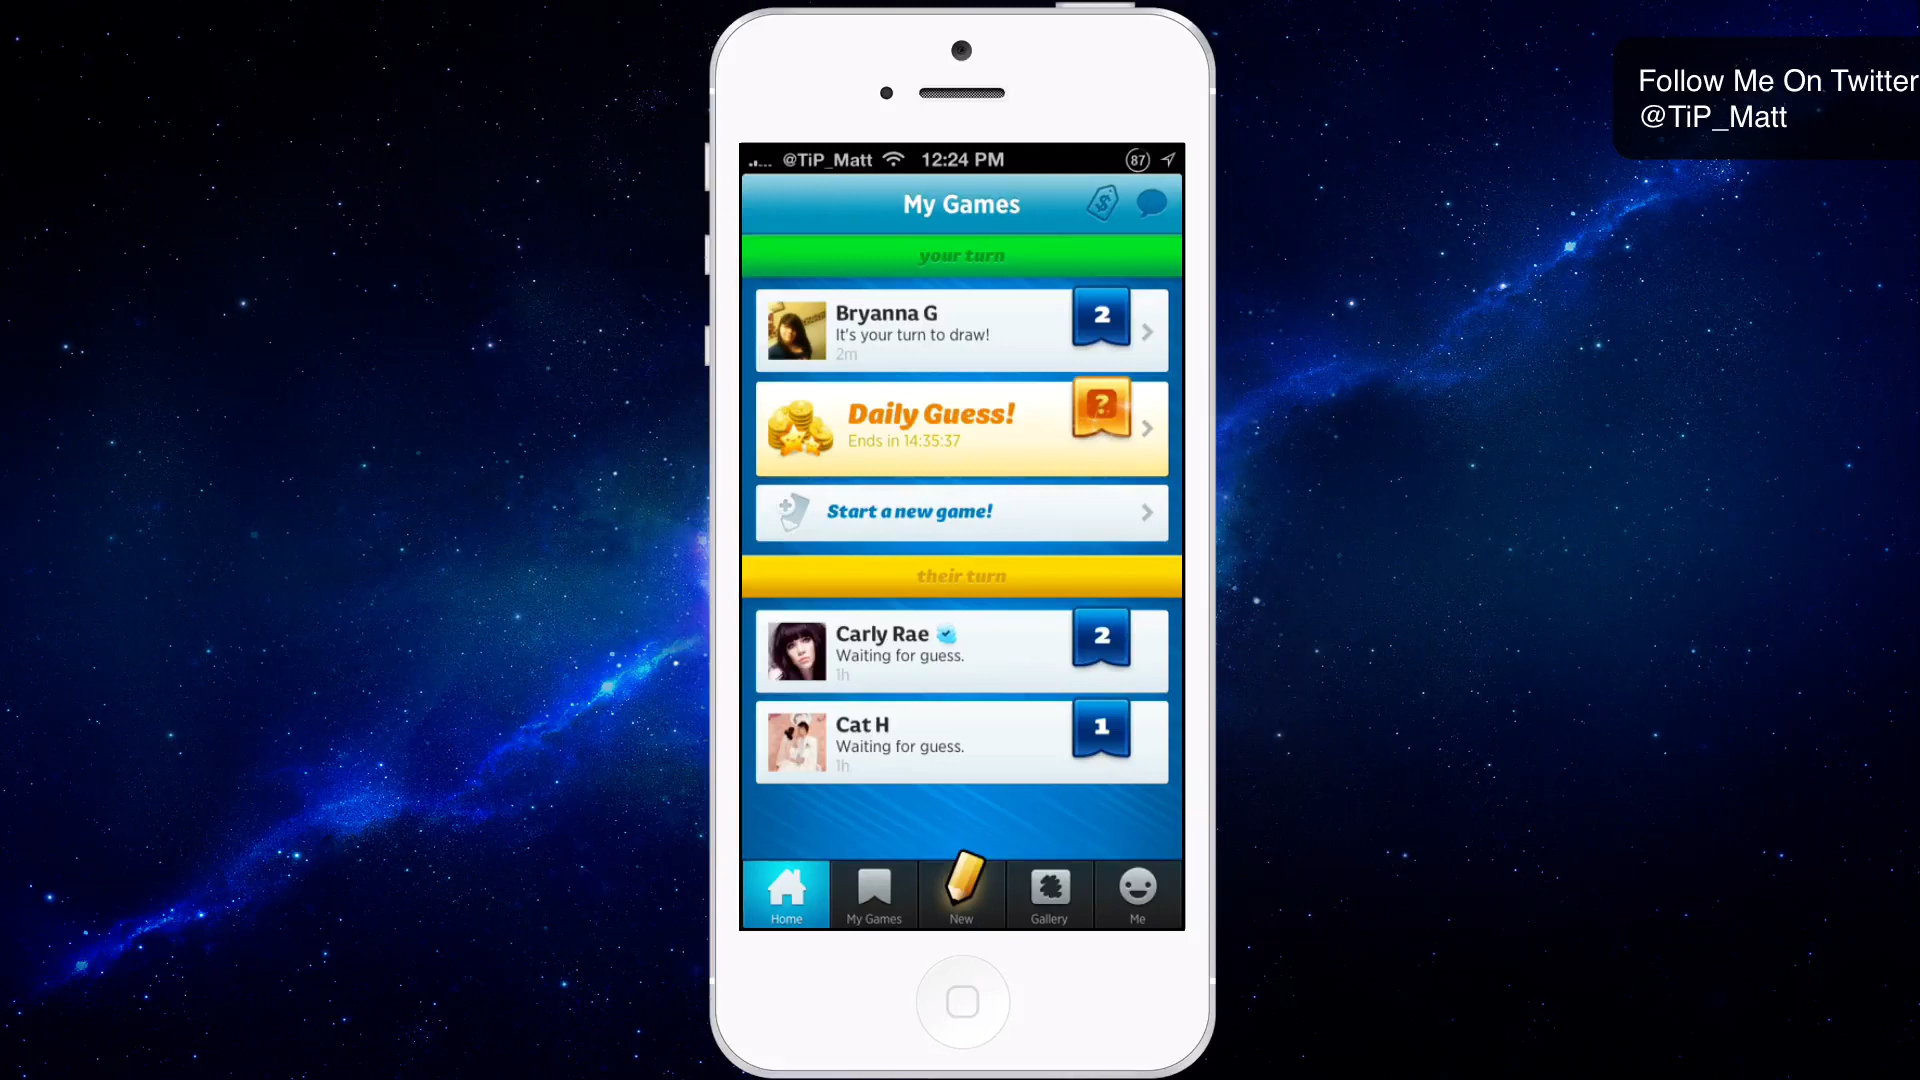 Follow Me On Twitter
@TiP_Matt
@TiP_Matt 12:24 PM 87
My Games
your turn
Bryanna G
2
It's your turn to draw!
2m
Daily Guess!
?
Ends in 14:35:37
Start a new game!
their turn
Carly Rae
2
Waiting for guess.
1h
Cat H
1
Waiting for guess.
1h
Home My Games New Gallery Me